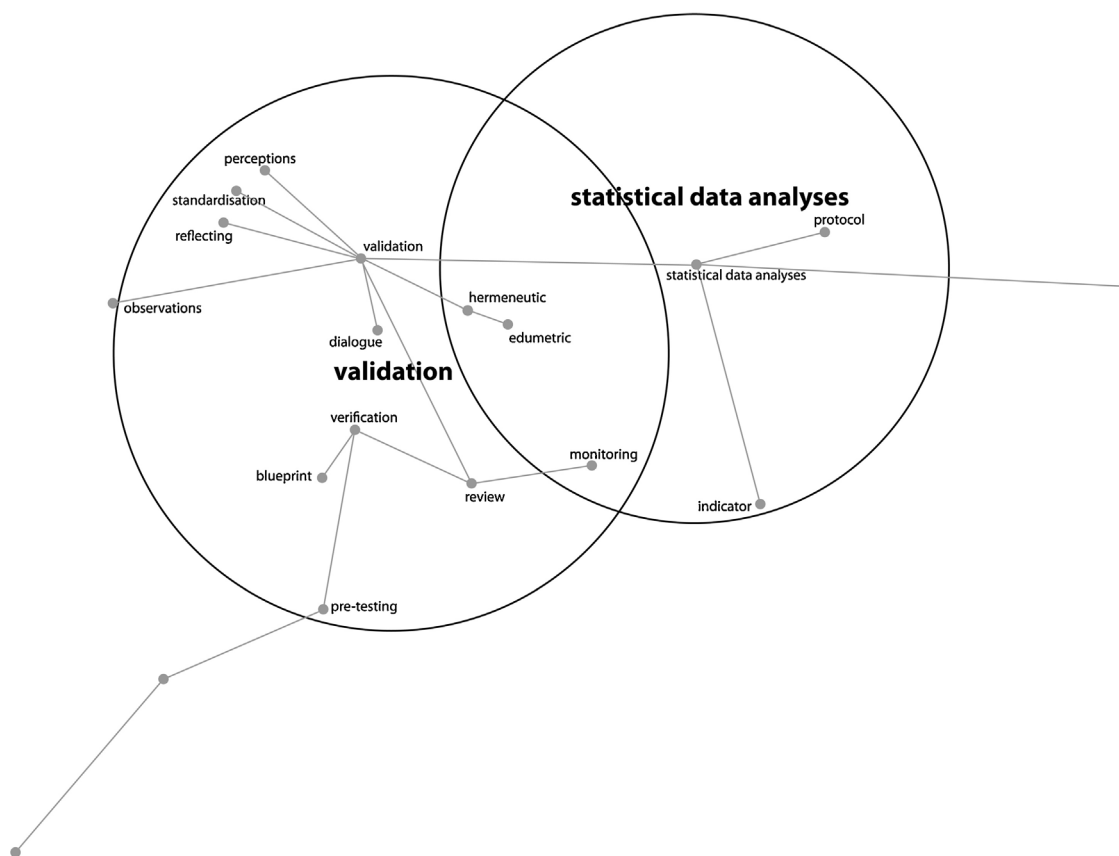 perceptions
standardisation
reflecting
observations
validation
hermeneutic
edumetric
dialogue
validation
verification
blueprint
review
monitoring
pre-testing
statistical data analyses
protocol
statistical data analyses
indicator